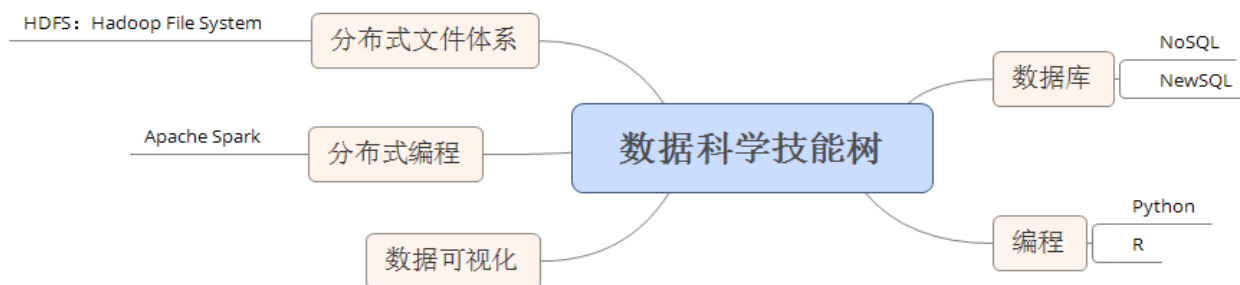 HDFS：Hadoop File System
分布式文件体系
Apache Spark
分布式编程
数据可视化
数据科学技能树
数据库
NoSQL
NewSQL
编程
Python
R